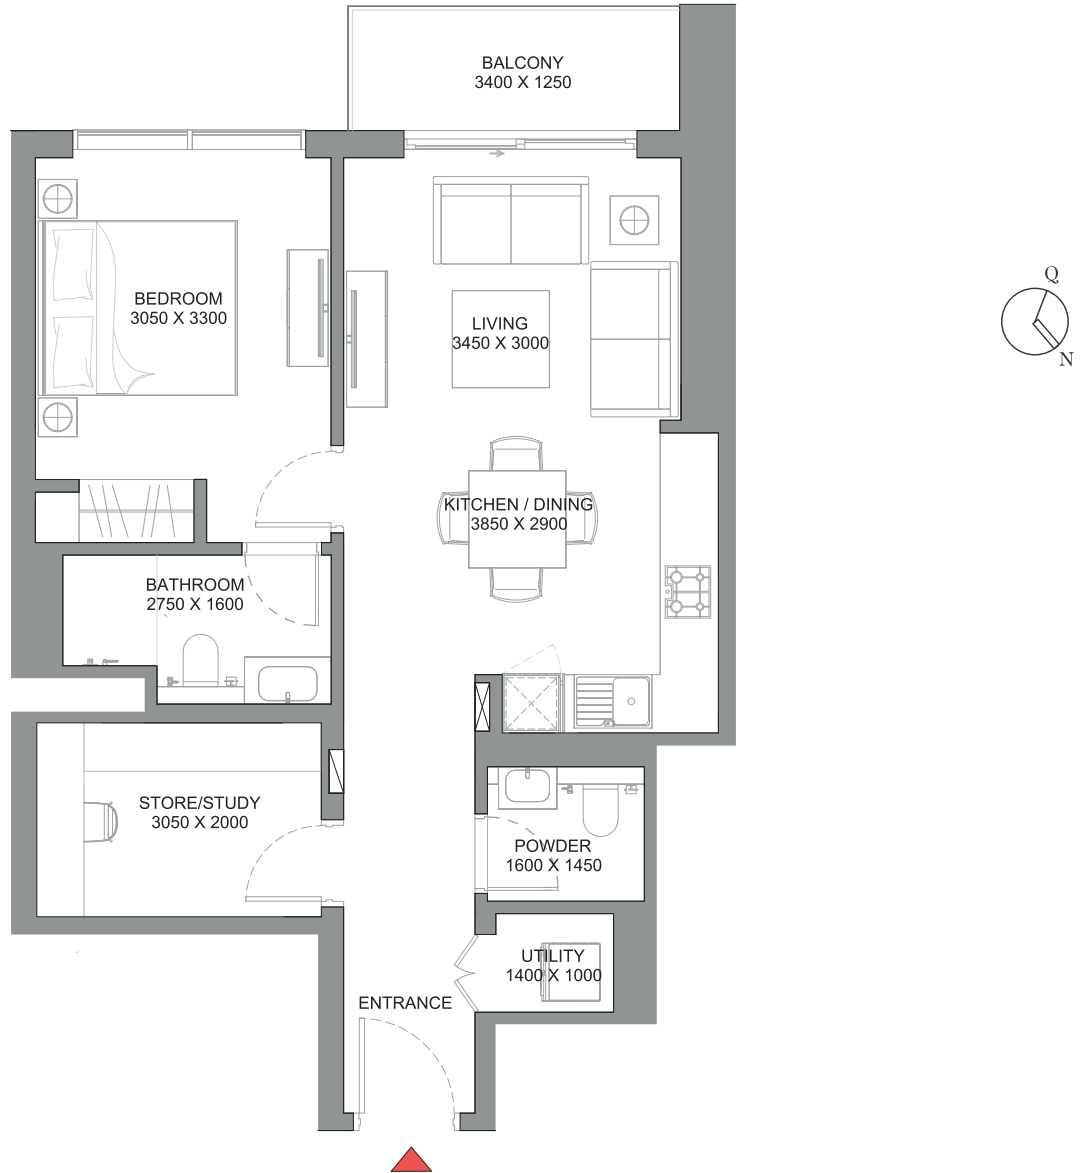 BALCONY
3400 X 1250
Q
N
BEDROOM
3050 X 3300
LIVING
3450 X 3000
KITCHEN / DINING
3850 X 2900
BATHROOM
2750 X 1600
STORE/STUDY
3050 X 2000
POWDER
1600 X 1450
UTILITY
1400 X 1000
ENTRANCE